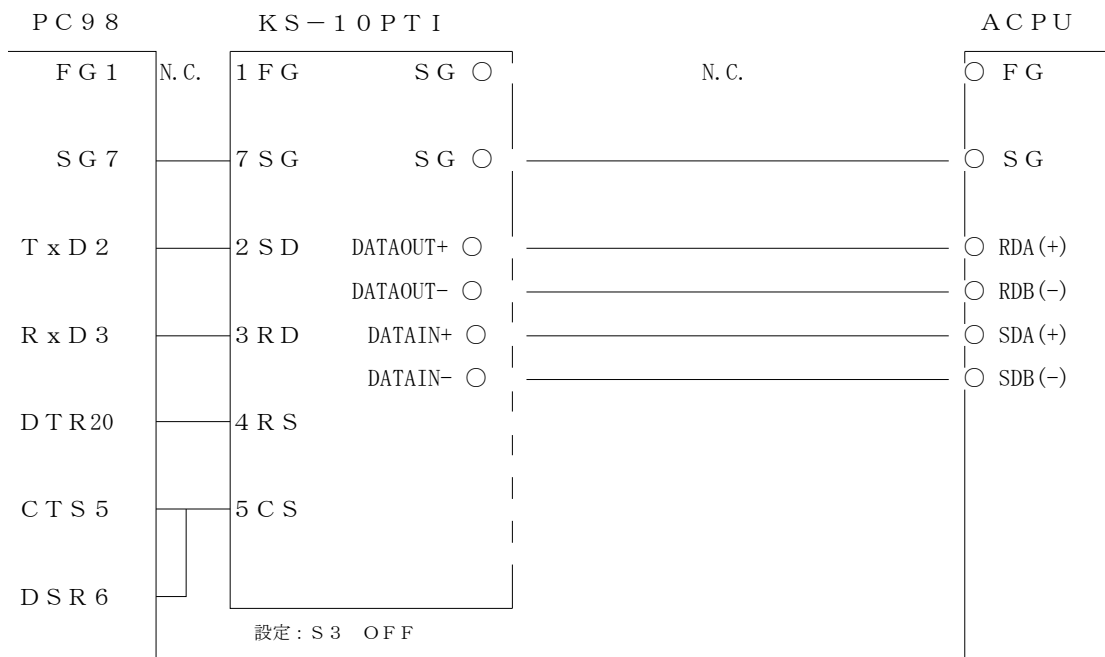 ＰＣ９８ ＫＳ－１０ＰＴＩ ＡＣＰＵ
ＦＧ１ N.C. １ＦＧ ＳＧ○ N.C. ○ ＦＧ
ＳＧ７ ７ＳＧ ＳＧ○ ○ ＳＧ
ＴｘＤ２ ２ＳＤ DATAOUT+ ○ ○ RDA(+)
DATAOUT- ○ ○ RDB(-)
ＲｘＤ３ ３ＲＤ DATAIN+ ○ ○ SDA(+)
DATAIN- ○ ○ SDB(-)
ＤＴＲ20 ４ＲＳ
ＣＴＳ５ ５ＣＳ
ＤＳＲ６
設定：Ｓ３　ＯＦＦ